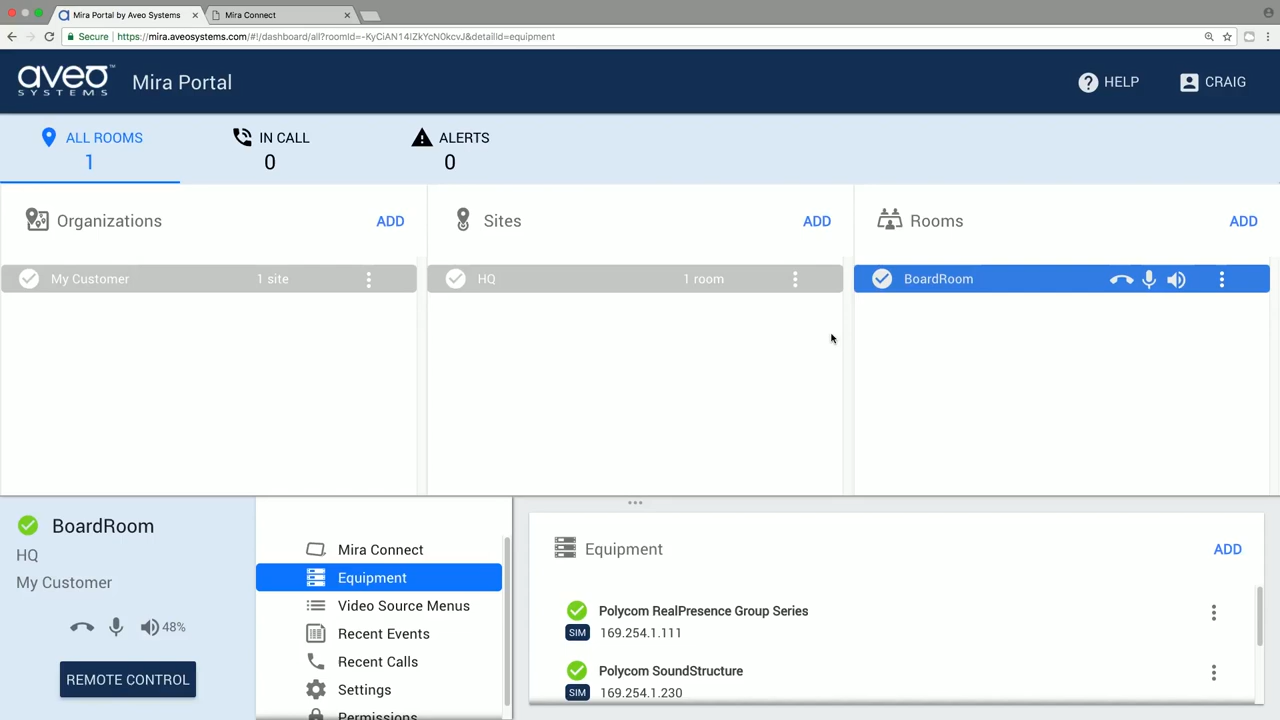 Mira Portal by Aveo Systems
Mira Connect
Secure
https://mira.aveosystems.com/#!/dashboard/all?roomId=-KyCiAN14IZkYcN0kcvJ&detailId=equipment
aveo™
SYSTEMS
Mira Portal
HELP
CRAIG
ALL ROOMS
1
IN CALL
0
ALERTS
0
Organizations
ADD
Sites
ADD
Rooms
ADD
My Customer
1 site
HQ
1 room
BoardRoom
BoardRoom
HQ
My Customer
48%
REMOTE CONTROL
Mira Connect
Equipment
Video Source Menus
Recent Events
Recent Calls
Settings
Permissions
Equipment
ADD
Polycom RealPresence Group Series
SIM 169.254.1.111
Polycom SoundStructure
SIM 169.254.1.230